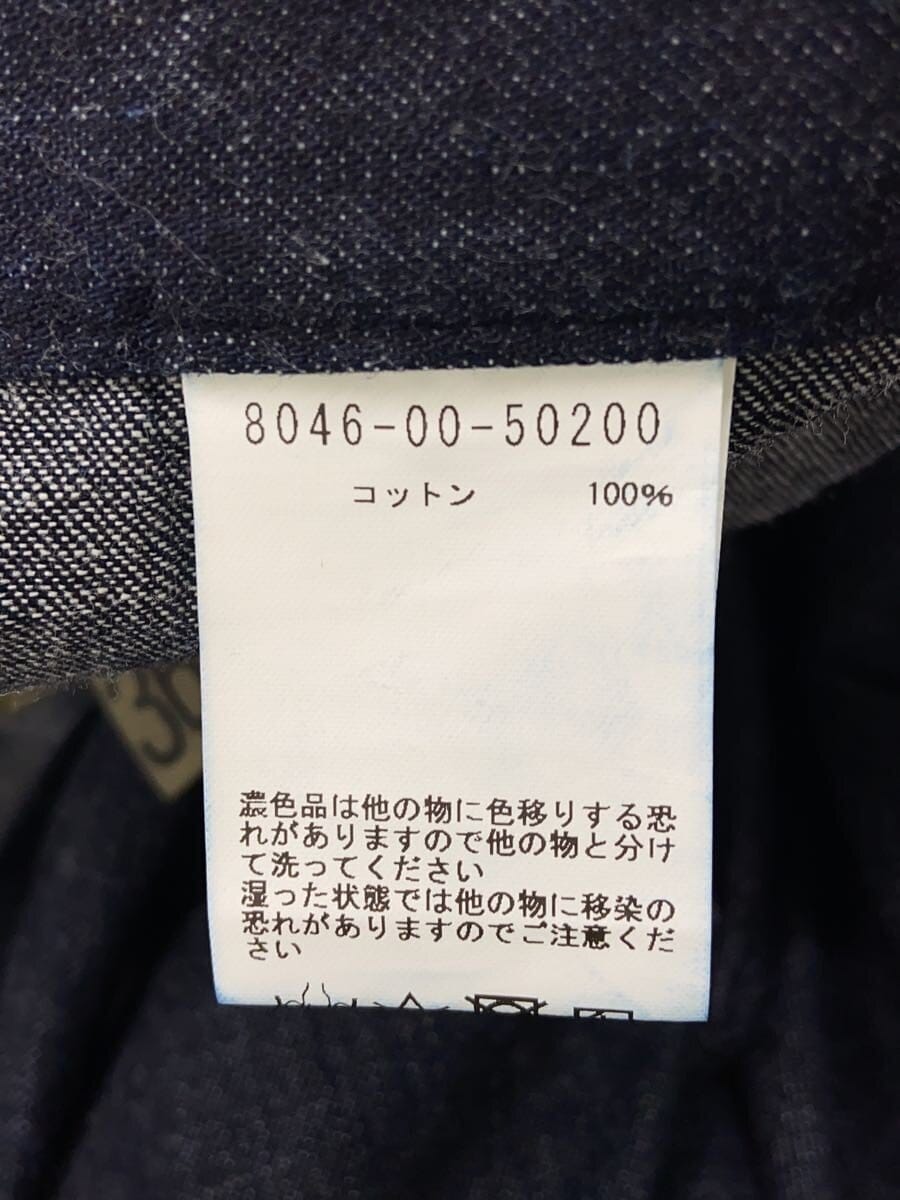 8046-00-50200
コットン 100%
濃色品は他の物に色移りする恐
れがありますので他の物と分け
て洗ってください
湿った状態では他の物に移染の
恐れがありますのでご注意くだ
さい